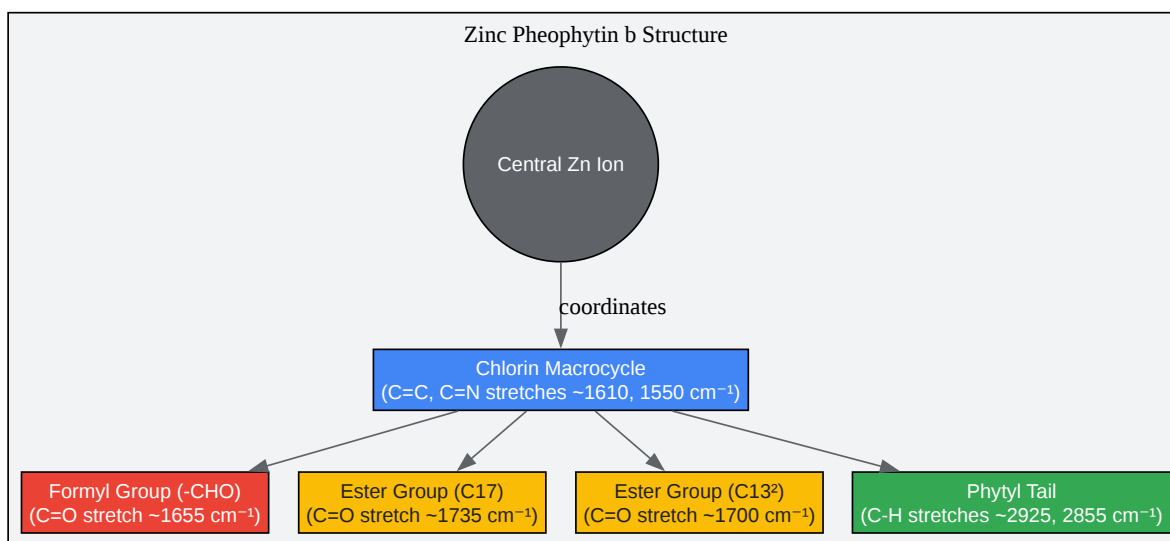 Zinc Pheophytin b Structure
Central Zn Ion
coordinates
Chlorin Macrocycle
(C=C, C=N stretches ~1610, 1550 cm⁻¹)
Formyl Group (-CHO)
(C=O stretch ~1655 cm⁻¹)
Ester Group (C17)
(C=O stretch ~1735 cm⁻¹)
Ester Group (C13²)
(C=O stretch ~1700 cm⁻¹)
Phytyl Tail
(C-H stretches ~2925, 2855 cm⁻¹)